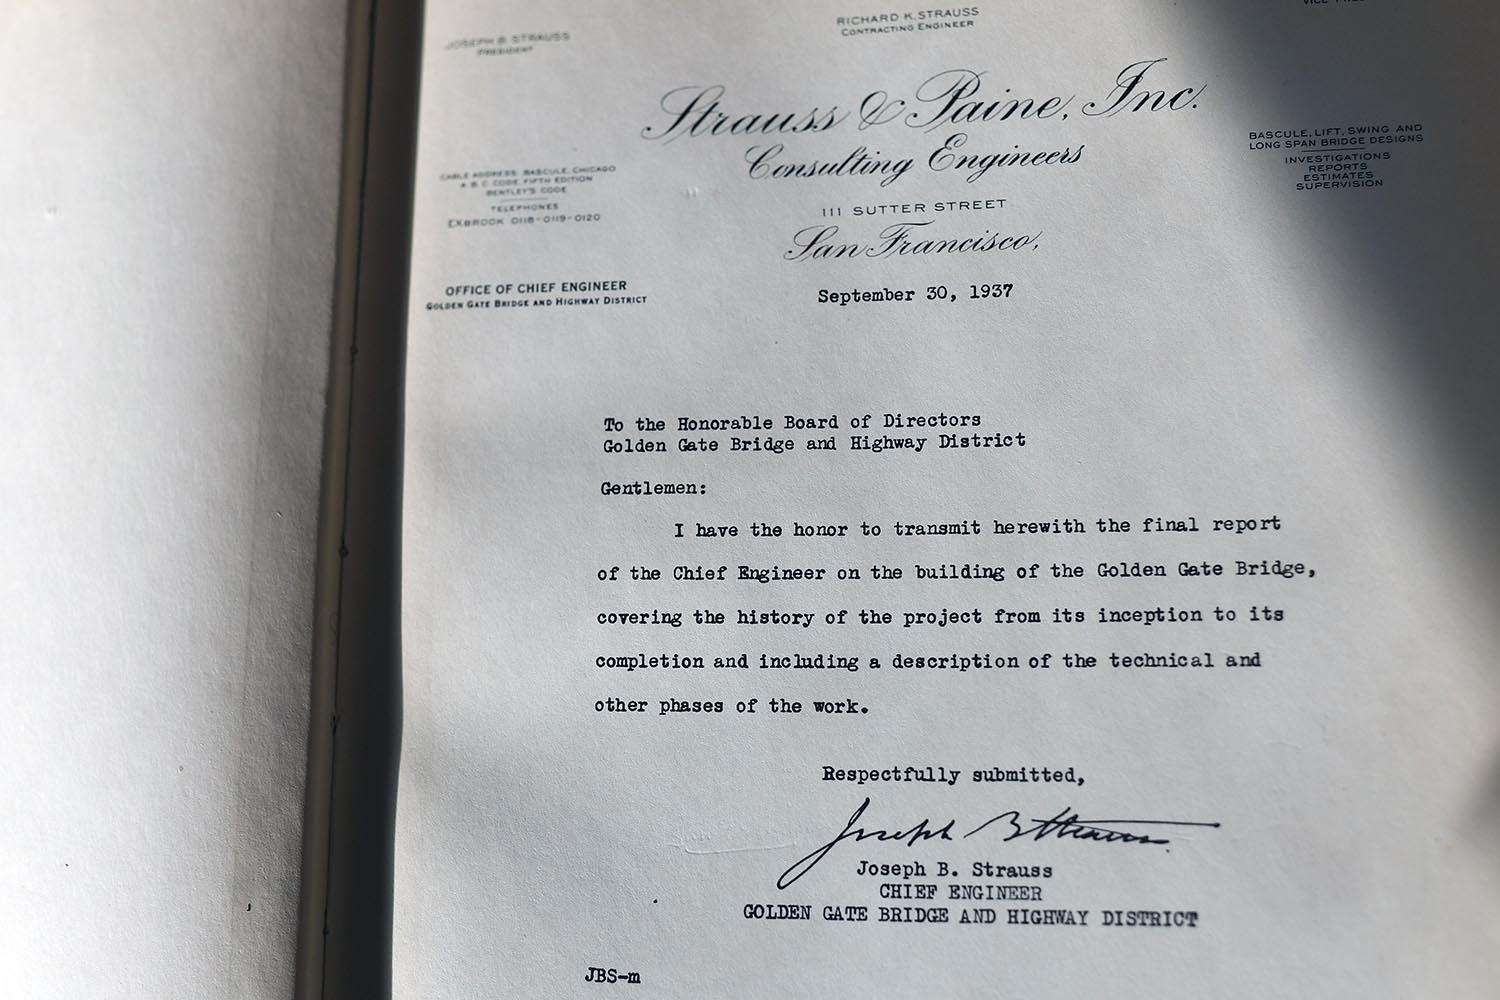 JOSEPH B. STRAUSS
PRESIDENT
RICHARD K. STRAUSS
CONTRACTING ENGINEER
Strauss & Paine, Inc.
Consulting Engineers
111 SUTTER STREET
San Francisco,
CABLE ADDRESS: BASCULE, CHICAGO
A. B. C. CODE FIFTH EDITION
BENTLEY'S CODE
TELEPHONES
EXBROOK 0118-0119-0120
BASCULE, LIFT, SWING AND
LONG SPAN BRIDGE DESIGNS
INVESTIGATIONS
REPORTS
ESTIMATES
SUPERVISION
OFFICE OF CHIEF ENGINEER
GOLDEN GATE BRIDGE AND HIGHWAY DISTRICT
September 30, 1937
To the Honorable Board of Directors
Golden Gate Bridge and Highway District
Gentlemen:
I have the honor to transmit herewith the final report
of the Chief Engineer on the building of the Golden Gate Bridge,
covering the history of the project from its inception to its
completion and including a description of the technical and
other phases of the work.
Respectfully submitted,
Joseph B Strauss
Joseph B. Strauss
CHIEF ENGINEER
GOLDEN GATE BRIDGE AND HIGHWAY DISTRICT
JBS-m